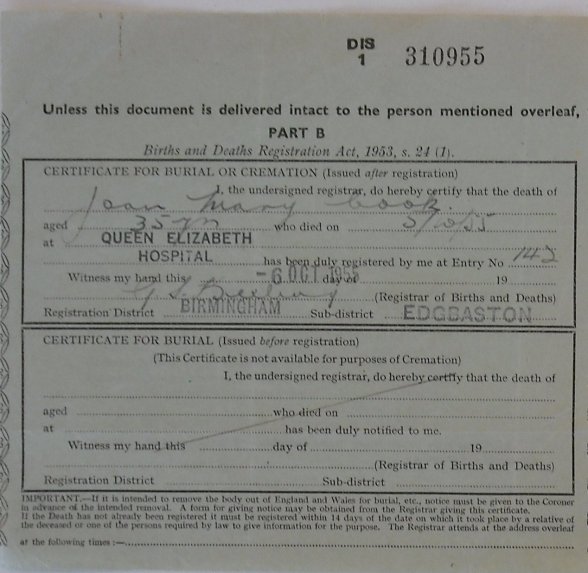 DIS
1 310955
Unless this document is delivered intact to the person mentioned overleaf,
PART B
Births and Deaths Registration Act, 1953, s. 24 (1).
CERTIFICATE FOR BURIAL OR CREMATION (Issued after registration)
I, the undersigned registrar, do hereby certify that the death of
Joan Mary Cook.
aged 35 yrs who died on 5/10/55
at QUEEN ELIZABETH
HOSPITAL has been duly registered by me at Entry No 142
Witness my hand this -6 OCT 1955 day of 19
(Registrar of Births and Deaths)
Registration District BIRMINGHAM Sub-district EDGBASTON
CERTIFICATE FOR BURIAL (Issued before registration)
(This Certificate is not available for purposes of Cremation)
I, the undersigned registrar, do hereby certify that the death of
aged who died on
at has been duly notified to me.
Witness my hand this day of 19
(Registrar of Births and Deaths)
Registration District Sub-district
IMPORTANT.—If it is intended to remove the body out of England and Wales for burial, etc., notice must be given to the Coroner
in advance of the intended removal. A form for giving notice may be obtained from the Registrar giving this certificate.
If the Death has not already been registered it must be registered within 14 days of the date on which it took place by a relative of
the deceased or one of the persons required by law to give information for the purpose. The Registrar attends at the address overleaf
at the following times :—